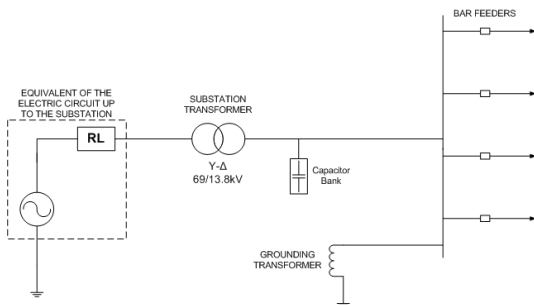 BAR FEEDERS
EQUIVALENT OF THE
ELECTRIC CIRCUIT UP
TO THE SUBSTATION
RL
SUBSTATION
TRANSFORMER
Y-Δ
69/13.8kV
Capacitor
Bank
GROUNDING
TRANSFORMER